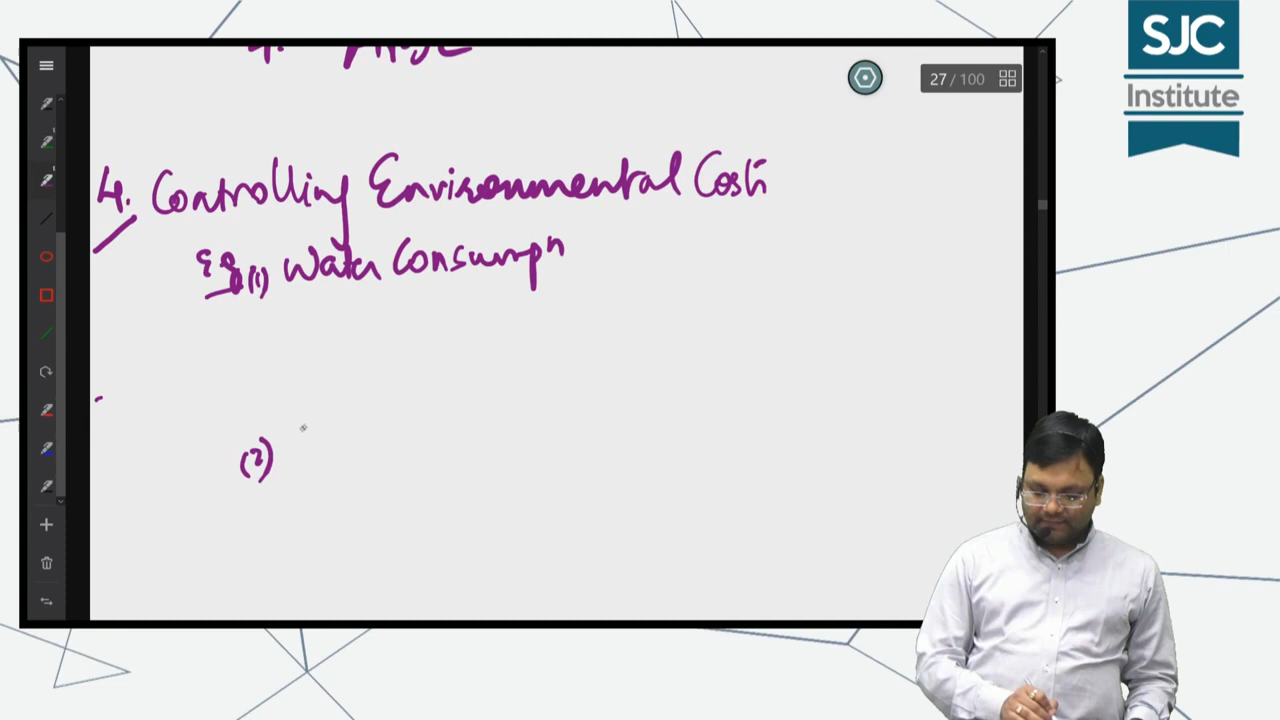 SJC
Institute
27 / 100
4. Controlling Environmental Costs
Eg (1) Water Consumpn
(2)